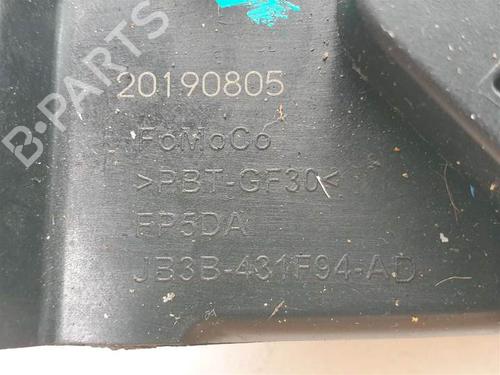 B-PARTS
20190805
FoMoCo
>PBT-GF30<
FP5DA
JB3B-431F94-AD